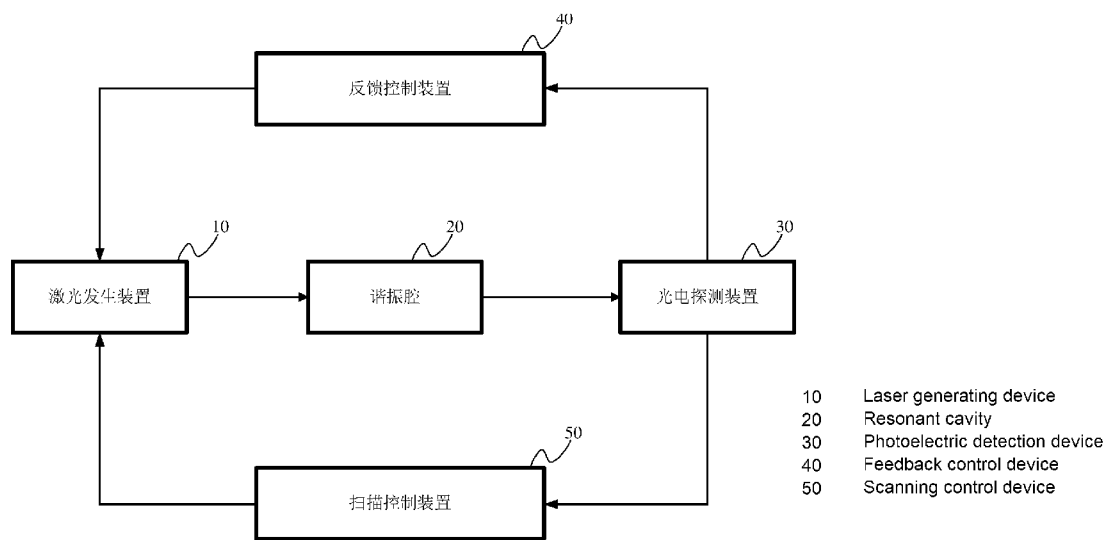 40
反馈控制装置
10
20
30
激光发生装置
谐振腔
光电探测装置
10 Laser generating device
20 Resonant cavity
30 Photoelectric detection device
40 Feedback control device
50 Scanning control device
50
扫描控制装置